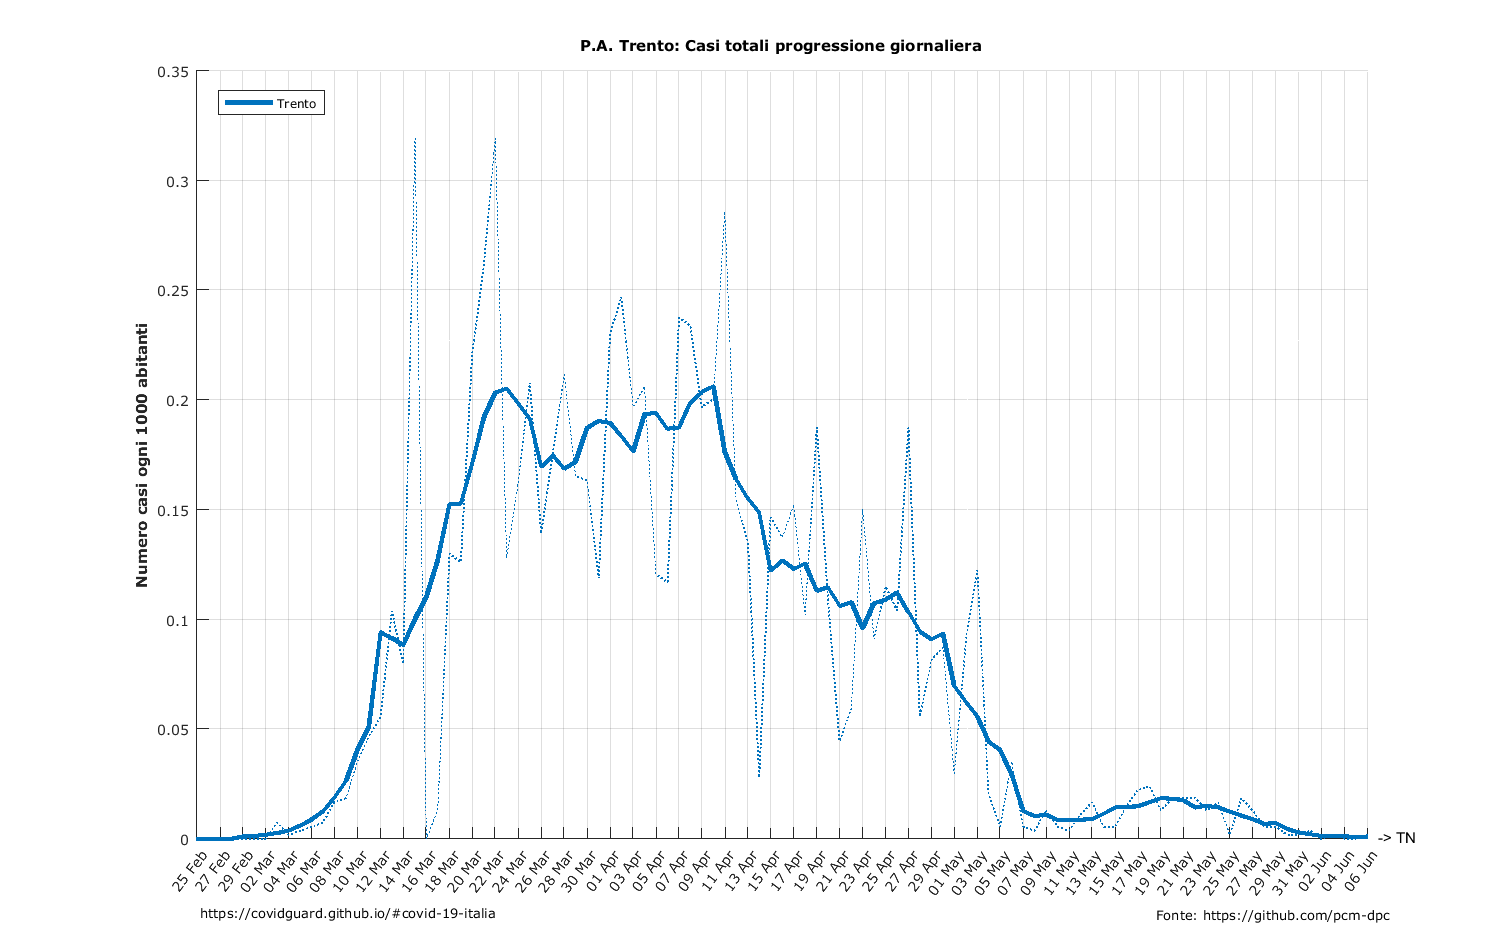 P.A. Trento: Casi totali progressione giornaliera
Numero casi ogni 1000 abitanti
0.35
0.3
0.25
0.2
0.15
0.1
0.05
0
Trento
-> TN
25 Feb
27 Feb
29 Feb
02 Mar
04 Mar
06 Mar
08 Mar
10 Mar
12 Mar
14 Mar
16 Mar
18 Mar
20 Mar
22 Mar
24 Mar
26 Mar
28 Mar
30 Mar
01 Apr
03 Apr
05 Apr
07 Apr
09 Apr
11 Apr
13 Apr
15 Apr
17 Apr
19 Apr
21 Apr
23 Apr
25 Apr
27 Apr
29 Apr
01 May
03 May
05 May
07 May
09 May
11 May
13 May
15 May
17 May
19 May
21 May
23 May
25 May
27 May
29 May
31 May
02 Jun
04 Jun
06 Jun
https://covidguard.github.io/#covid-19-italia
Fonte: https://github.com/pcm-dpc